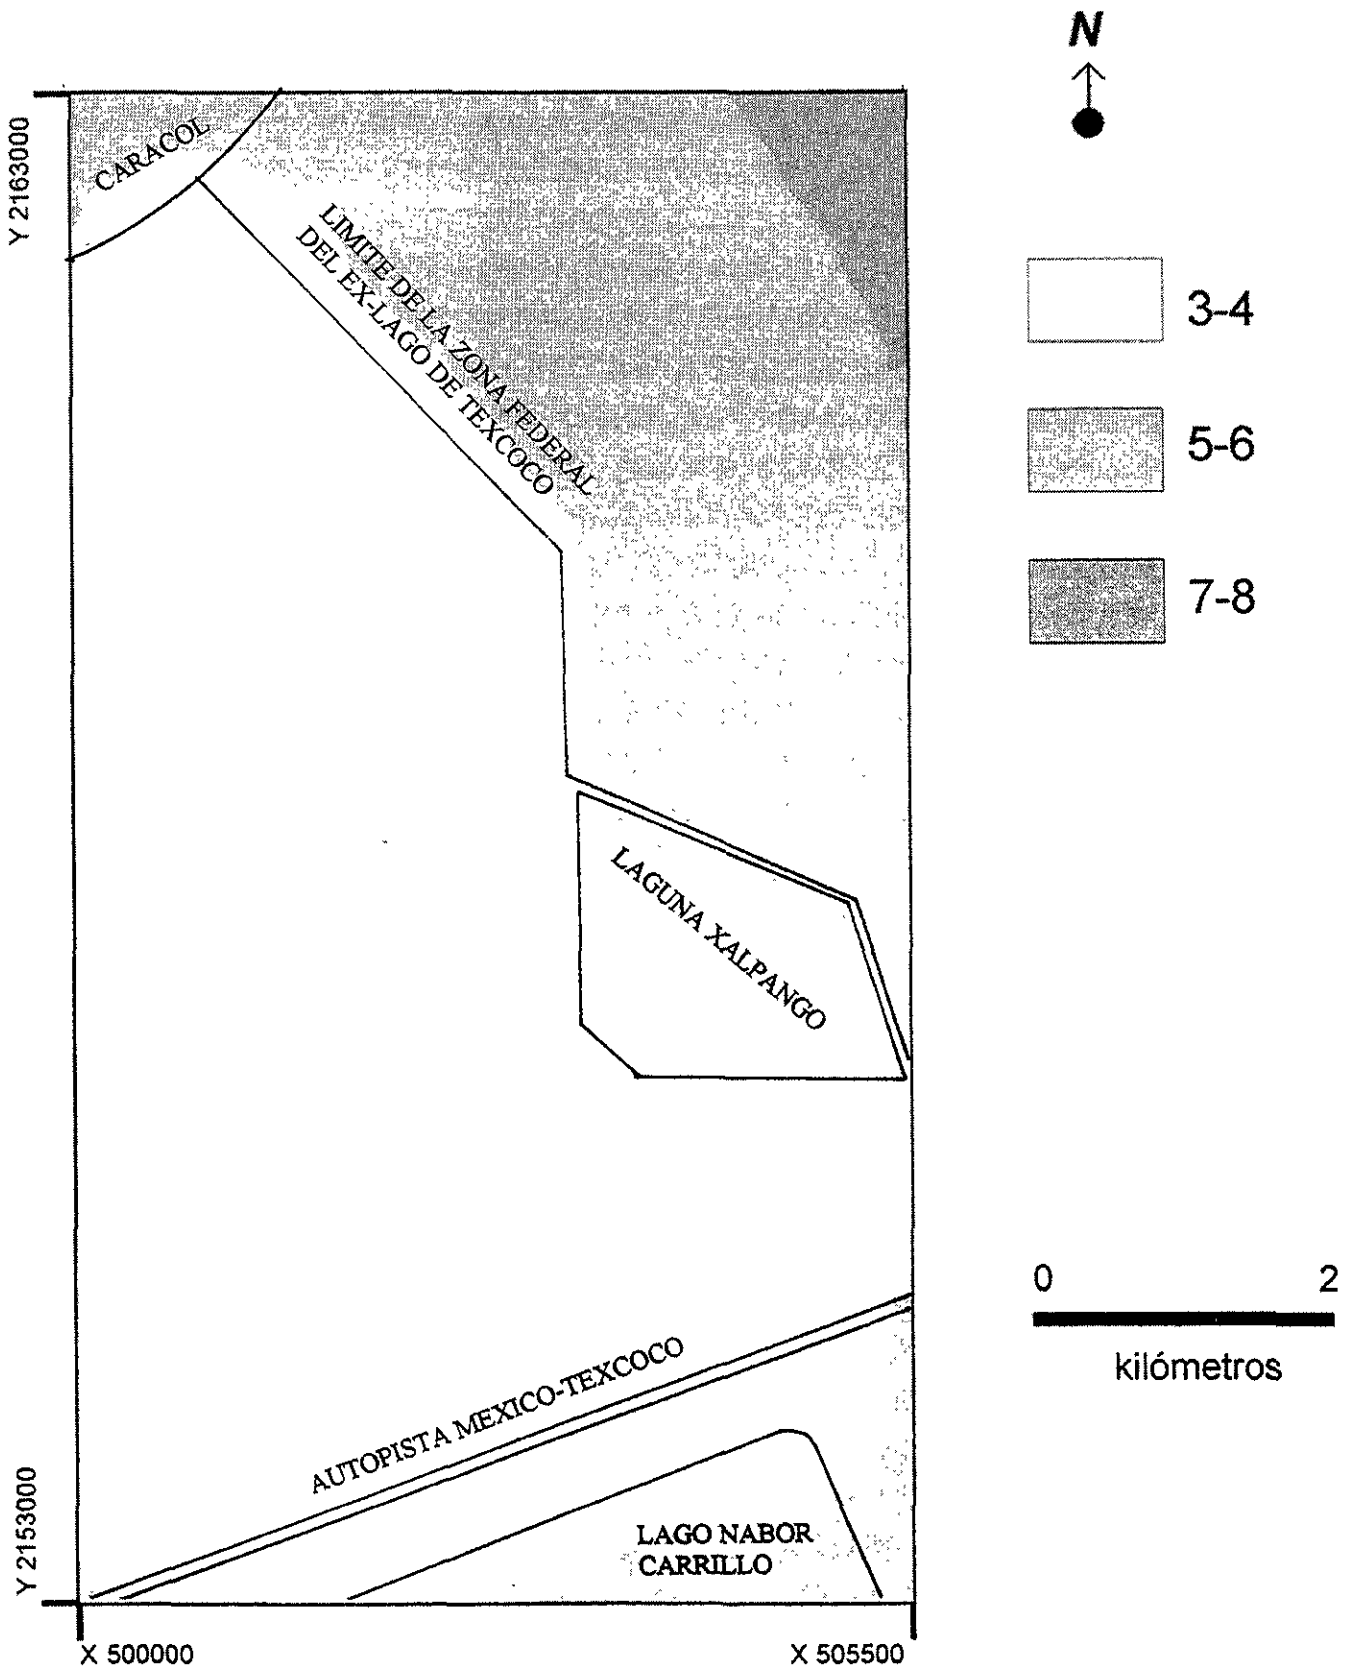 N
Y 2163000
CARACOL
LIMITE DE LA ZONA FEDERAL
DEL EX-LAGO DE TEXCOCO
3-4
5-6
7-8
LAGUNA XALPANGO
0 2
kilómetros
AUTOPISTA MEXICO-TEXCOCO
LAGO NABOR
CARRILLO
Y 2153000
X 500000
X 505500